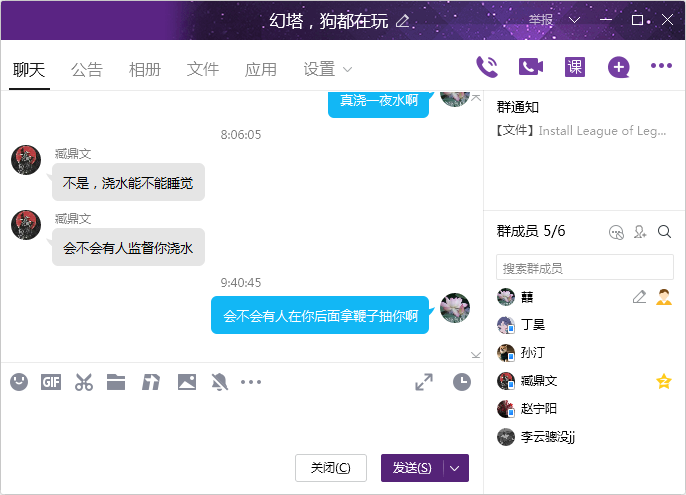 幻塔，狗都在玩
举报
聊天 公告 相册 文件 应用 设置
课
真浇一夜水啊
8:06:05
臧鼎文
不是，浇水能不能睡觉
臧鼎文
会不会有人监督你浇水
9:40:45
会不会有人在你后面拿鞭子抽你啊
GIF
关闭(C)
发送(S)
群通知
【文件】Install League of Leg...
群成员 5/6
搜索群成员
囍
丁昊
孙汀
臧鼎文
赵宁阳
李云骢没jj